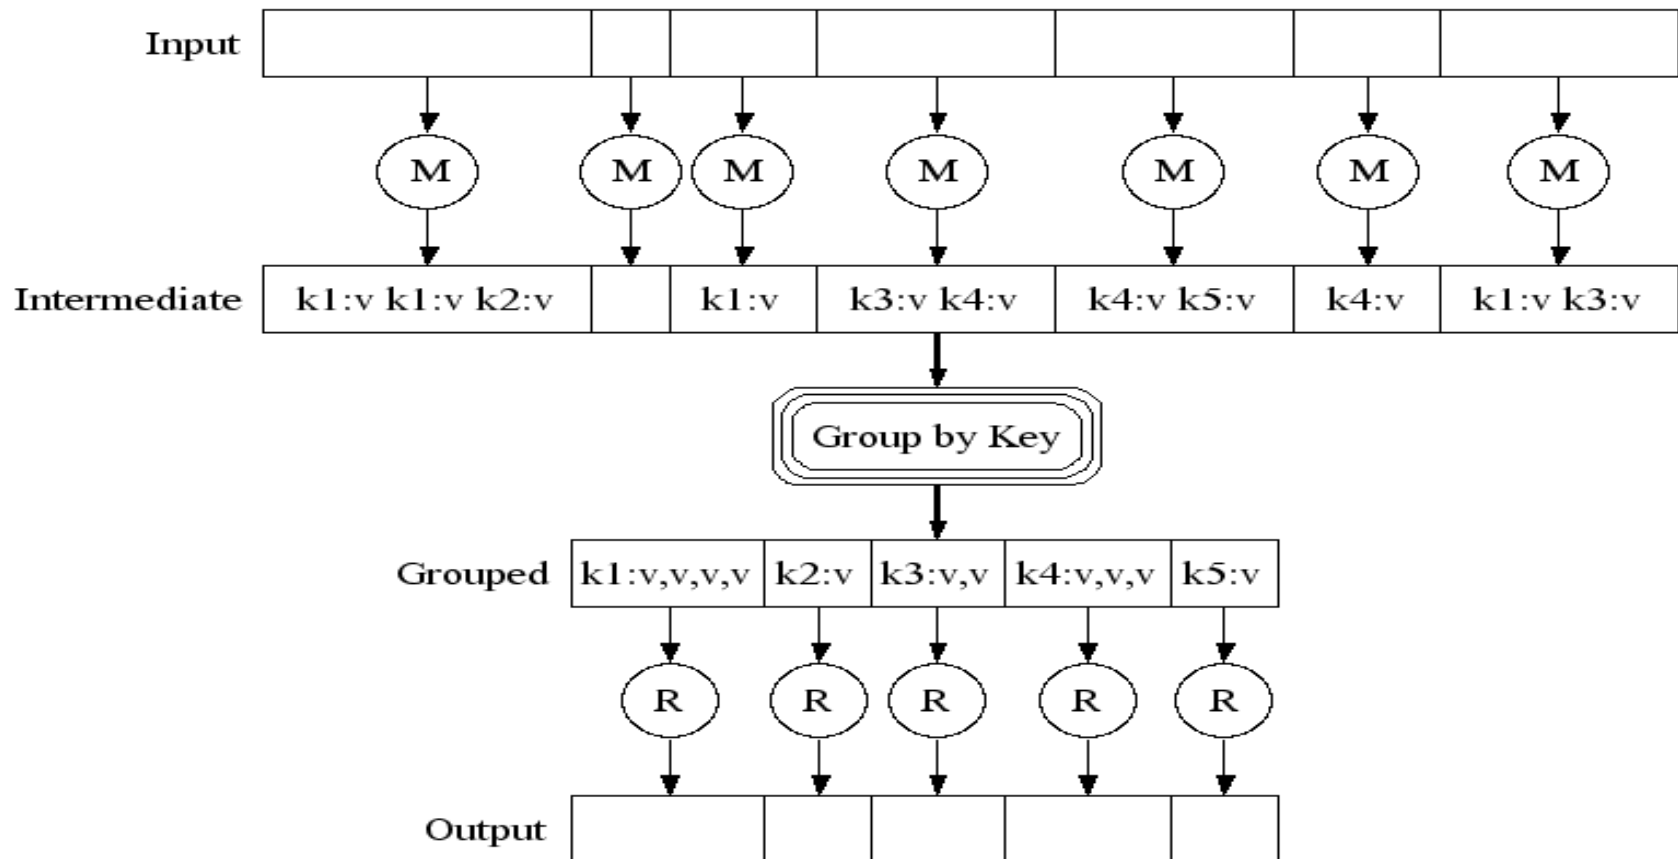 Input
M M M M M M M
Intermediate k1:v k1:v k2:v k1:v k3:v k4:v k4:v k5:v k4:v k1:v k3:v
Group by Key
Grouped k1:v,v,v,v k2:v k3:v,v k4:v,v,v k5:v
R R R R R
Output